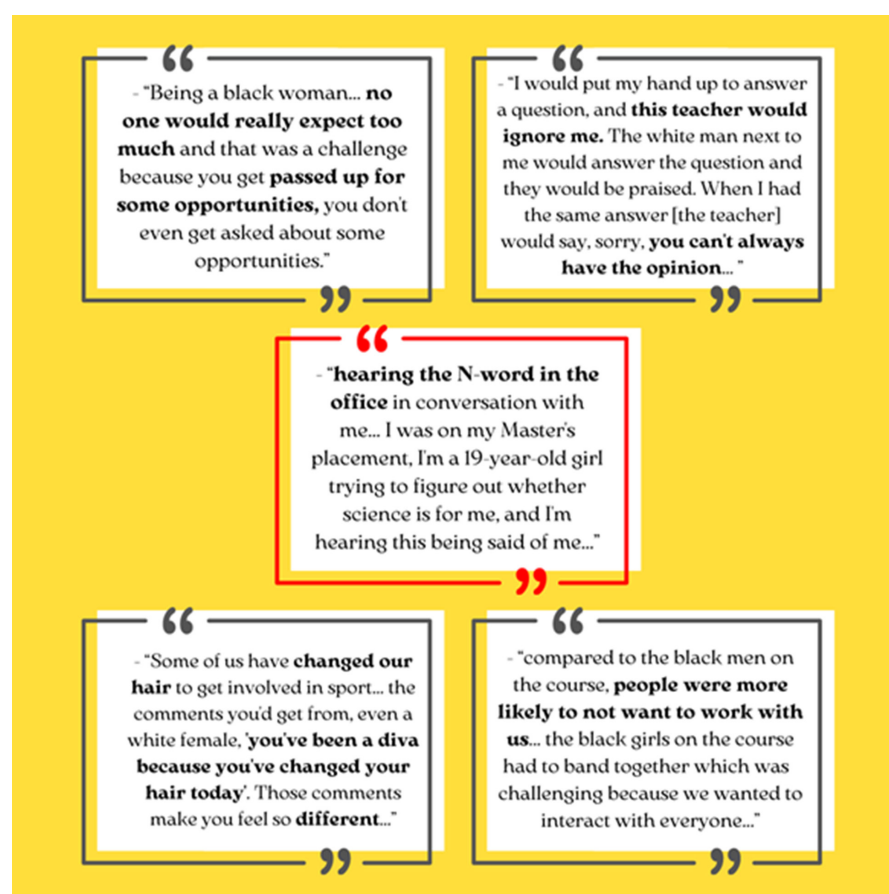 - “Being a black woman... no
one would really expect too
much and that was a challenge
because you get passed up for
some opportunities, you don't
even get asked about some
opportunities.”
- “I would put my hand up to answer
a question, and this teacher would
ignore me. The white man next to
me would answer the question and
they would be praised. When I had
the same answer [the teacher]
would say, sorry, you can't always
have the opinion... ”
- “hearing the N-word in the
office in conversation with
me... I was on my Master's
placement, I'm a 19-year-old girl
trying to figure out whether
science is for me, and I'm
hearing this being said of me...”
- “Some of us have changed our
hair to get involved in sport... the
comments you'd get from, even a
white female, 'you've been a diva
because you've changed your
hair today'. Those comments
make you feel so different...”
- “compared to the black men on
the course, people were more
likely to not want to work with
us... the black girls on the course
had to band together which was
challenging because we wanted to
interact with everyone...”